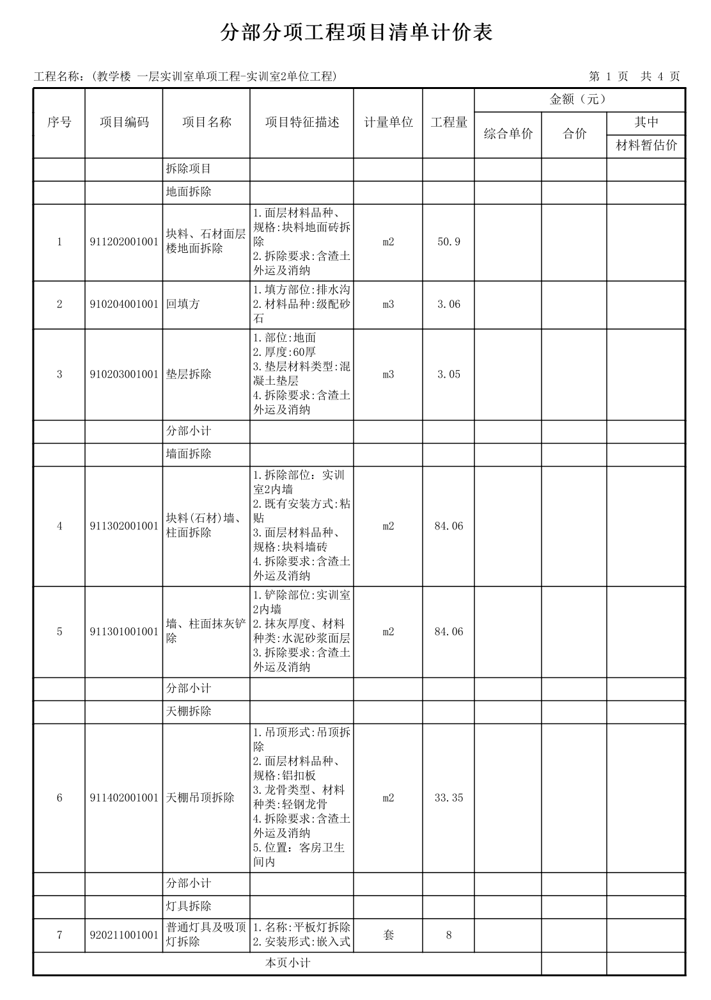 分部分项工程项目清单计价表
工程名称：(教学楼 一层实训室单项工程-实训室2单位工程)
第 1 页 共 4 页
序号
项目编码
项目名称
项目特征描述
计量单位
工程量
金额（元）
综合单价
合价
其中
材料暂估价
拆除项目
地面拆除
1
911202001001
块料、石材面层
楼地面拆除
1.面层材料品种、
规格:块料地面砖拆
除
2.拆除要求:含渣土
外运及消纳
m2
50.9
2
910204001001
回填方
1.填方部位:排水沟
2.材料品种:级配砂
石
m3
3.06
3
910203001001
垫层拆除
1.部位:地面
2.厚度:60厚
3.垫层材料类型:混
凝土垫层
4.拆除要求:含渣土
外运及消纳
m3
3.05
分部小计
墙面拆除
4
911302001001
块料(石材)墙、
柱面拆除
1.拆除部位：实训
室2内墙
2.既有安装方式:粘
贴
3.面层材料品种、
规格:块料墙砖
4.拆除要求:含渣土
外运及消纳
m2
84.06
5
911301001001
墙、柱面抹灰铲
除
1.铲除部位:实训室
2内墙
2.抹灰厚度、材料
种类:水泥砂浆面层
3.拆除要求:含渣土
外运及消纳
m2
84.06
分部小计
天棚拆除
6
911402001001
天棚吊顶拆除
1.吊顶形式:吊顶拆
除
2.面层材料品种、
规格:铝扣板
3.龙骨类型、材料
种类:轻钢龙骨
4.拆除要求:含渣土
外运及消纳
5.位置：客房卫生
间内
m2
33.35
分部小计
灯具拆除
7
920211001001
普通灯具及吸顶
灯拆除
1.名称:平板灯拆除
2.安装形式:嵌入式
套
8
本页小计